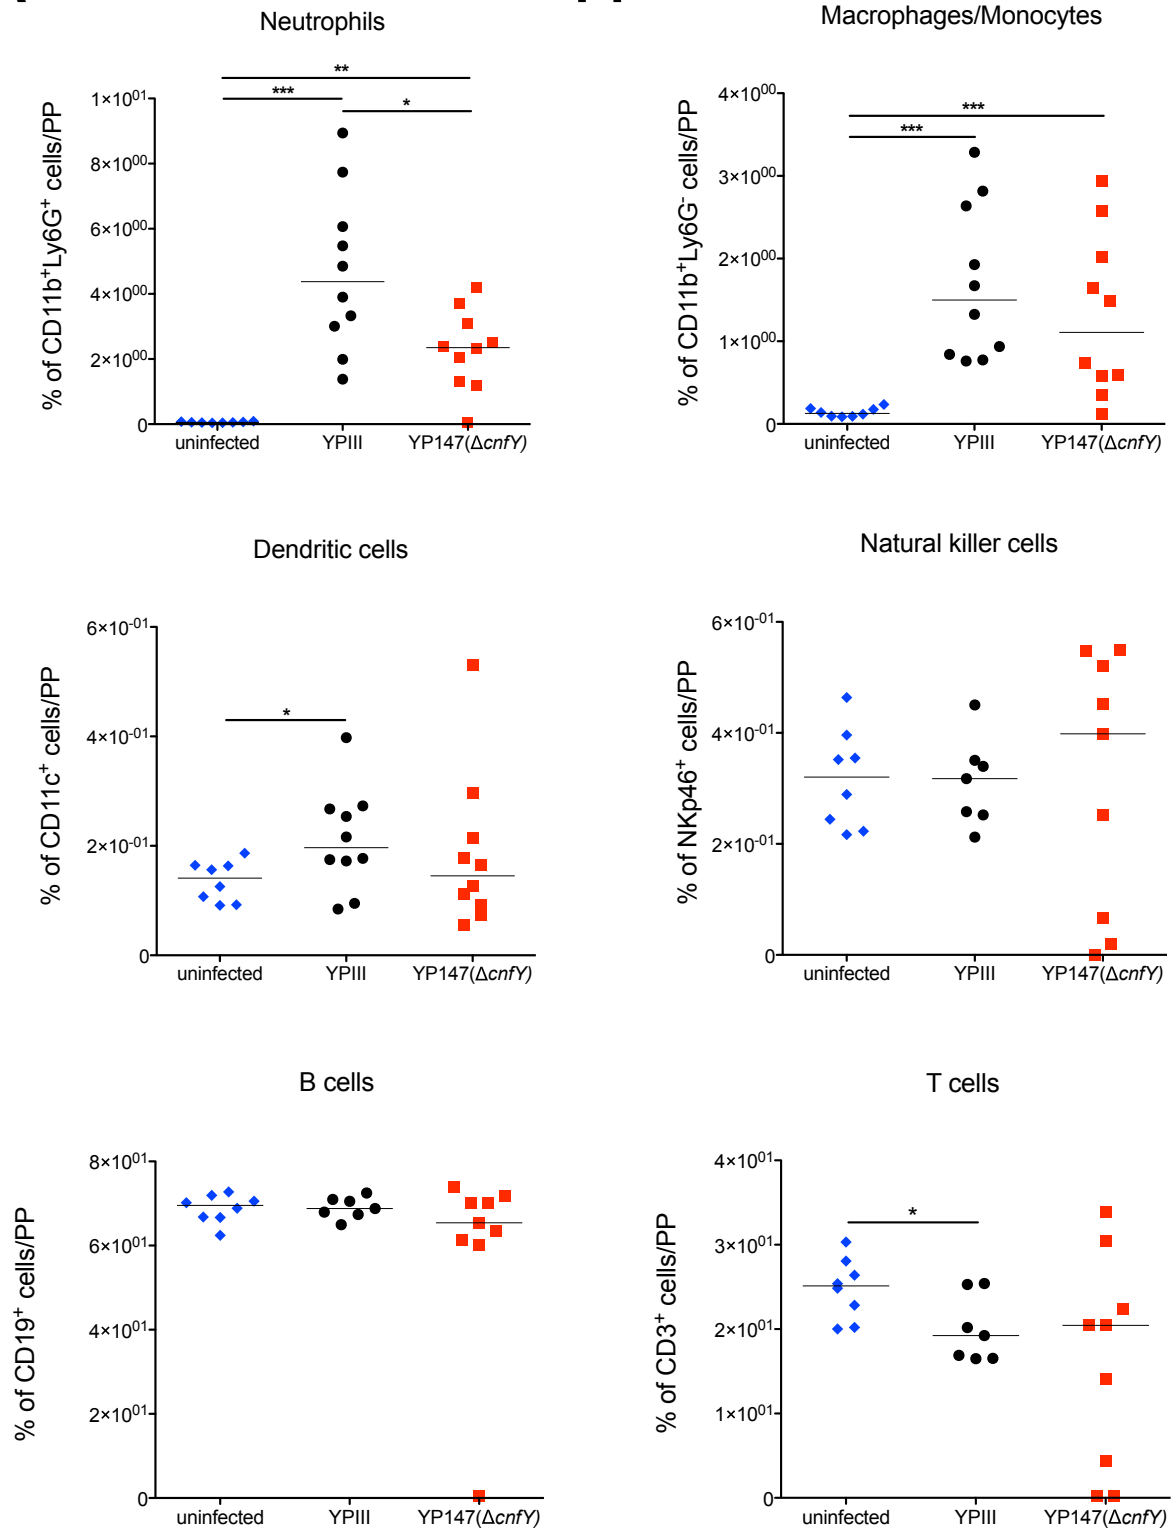 Neutrophils
% of CD11b⁺Ly6G⁺ cells/PP
1×10⁰¹
8×10⁰⁰
6×10⁰⁰
4×10⁰⁰
2×10⁰⁰
0
**
***
*
uninfected YPIII YP147(ΔcnfY)
Macrophages/Monocytes
% of CD11b⁺Ly6G⁻ cells/PP
4×10⁰⁰
3×10⁰⁰
2×10⁰⁰
1×10⁰⁰
0
***
***
uninfected YPIII YP147(ΔcnfY)
Dendritic cells
% of CD11c⁺ cells/PP
6×10⁻⁰¹
4×10⁻⁰¹
2×10⁻⁰¹
0
*
uninfected YPIII YP147(ΔcnfY)
Natural killer cells
% of NKp46⁺ cells/PP
6×10⁻⁰¹
4×10⁻⁰¹
2×10⁻⁰¹
0
uninfected YPIII YP147(ΔcnfY)
B cells
% of CD19⁺ cells/PP
8×10⁰¹
6×10⁰¹
4×10⁰¹
2×10⁰¹
0
uninfected YPIII YP147(ΔcnfY)
T cells
% of CD3⁺ cells/PP
4×10⁰¹
3×10⁰¹
2×10⁰¹
1×10⁰¹
0
*
uninfected YPIII YP147(ΔcnfY)